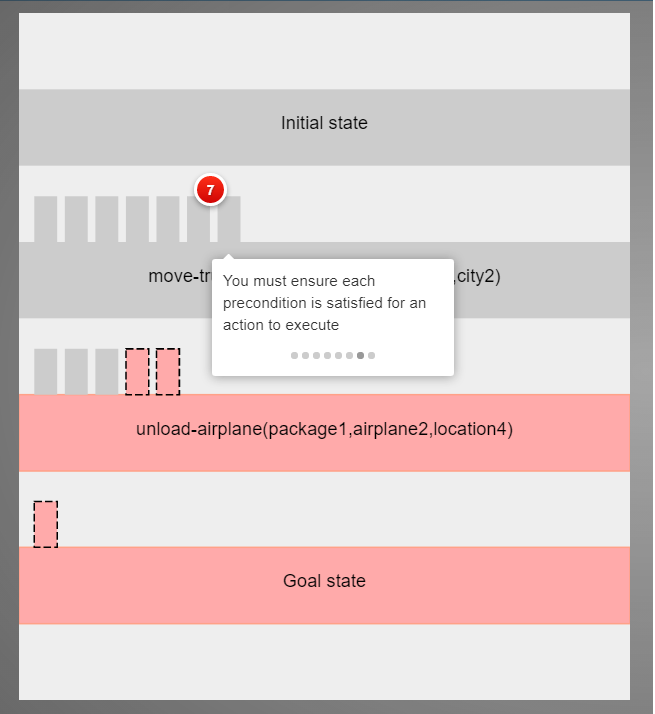 Initial state
7
move-tr
,city2)
You must ensure each
precondition is satisfied for an
action to execute
unload-airplane(package1,airplane2,location4)
Goal state